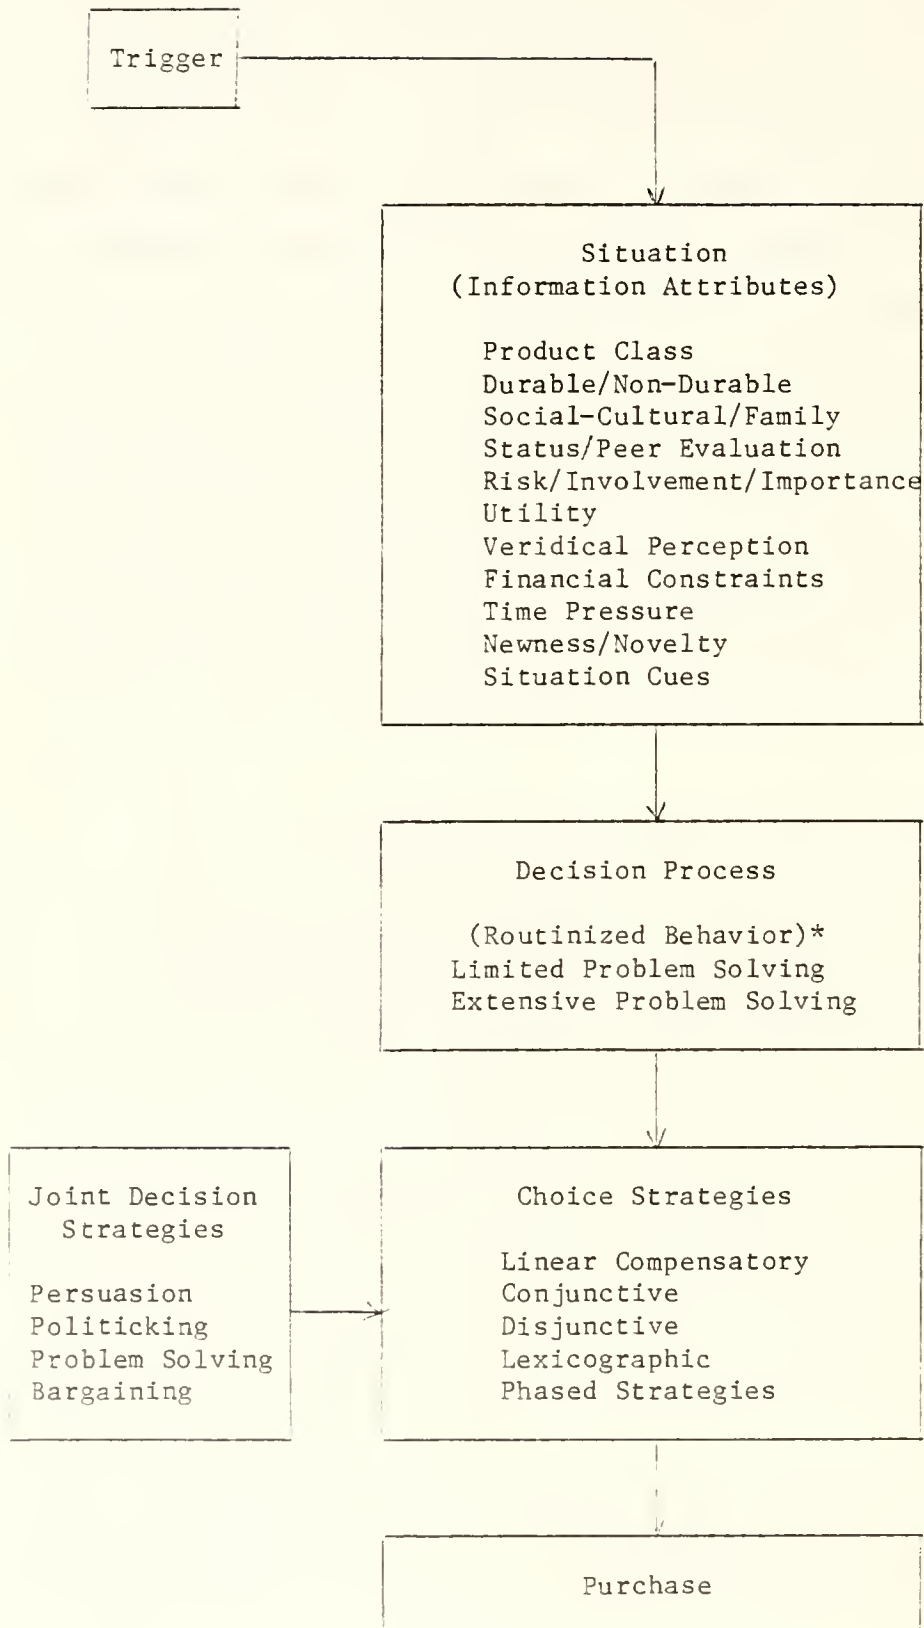 Trigger
Situation
(Information Attributes)
Product Class
Durable/Non-Durable
Social-Cultural/Family
Status/Peer Evaluation
Risk/Involvement/Importance
Utility
Veridical Perception
Financial Constraints
Time Pressure
Newness/Novelty
Situation Cues
Decision Process
(Routinized Behavior)*
Limited Problem Solving
Extensive Problem Solving
Joint Decision
Strategies
Persuasion
Politicking
Problem Solving
Bargaining
Choice Strategies
Linear Compensatory
Conjunctive
Disjunctive
Lexicographic
Phased Strategies
Purchase